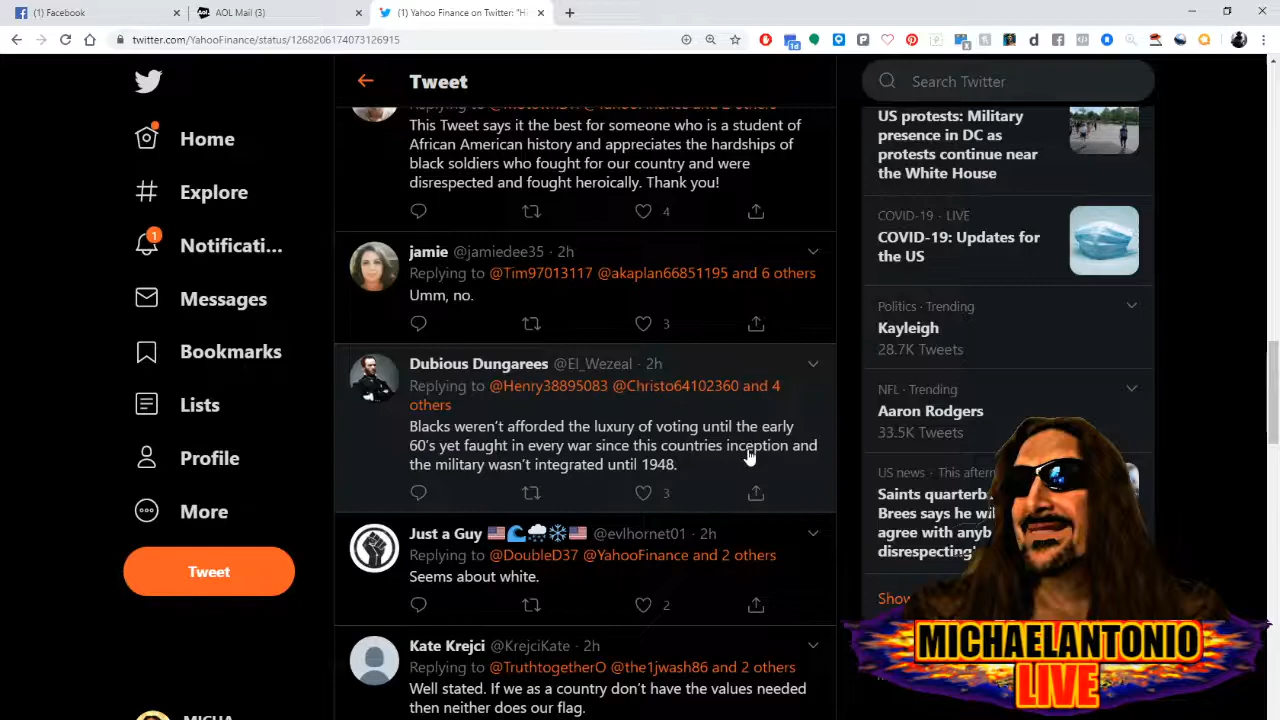 (1) Facebook
AOL Mail (3)
(1) Yahoo Finance on Twitter: "H
twitter.com/YahooFinance/status/1268206174073126915
Home
Explore
1
Notificati...
Messages
Bookmarks
Lists
Profile
More
Tweet
MICHA
Tweet
This Tweet says it the best for someone who is a student of
African American history and appreciates the hardships of
black soldiers who fought for our country and were
disrespected and fought heroically. Thank you!
4
jamie @jamiedee35 · 2h
Replying to @Tim97013117 @akaplan66851195 and 6 others
Umm, no.
3
Dubious Dungarees @El_Wezeal · 2h
Replying to @Henry38895083 @Christo64102360 and 4
others
Blacks weren't afforded the luxury of voting until the early
60's yet faught in every war since this countries inception and
the military wasn't integrated until 1948.
3
Just a Guy 🇺🇸🌊🌨❄🇺🇸 @evlhornet01 · 2h
Replying to @DoubleD37 @YahooFinance and 2 others
Seems about white.
2
Kate Krejci @KrejciKate · 2h
Replying to @TruthtogetherO @the1jwash86 and 2 others
Well stated. If we as a country don't have the values needed
then neither does our flag.
Search Twitter
US protests: Military
presence in DC as
protests continue near
the White House
COVID-19 · LIVE
COVID-19: Updates for
the US
Politics · Trending
Kayleigh
28.7K Tweets
NFL · Trending
Aaron Rodgers
33.5K Tweets
US news · This aftern
Saints quarterb
Brees says he wi
agree with anyb
disrespecting
Show
MICHAELANTONIO
LIVE